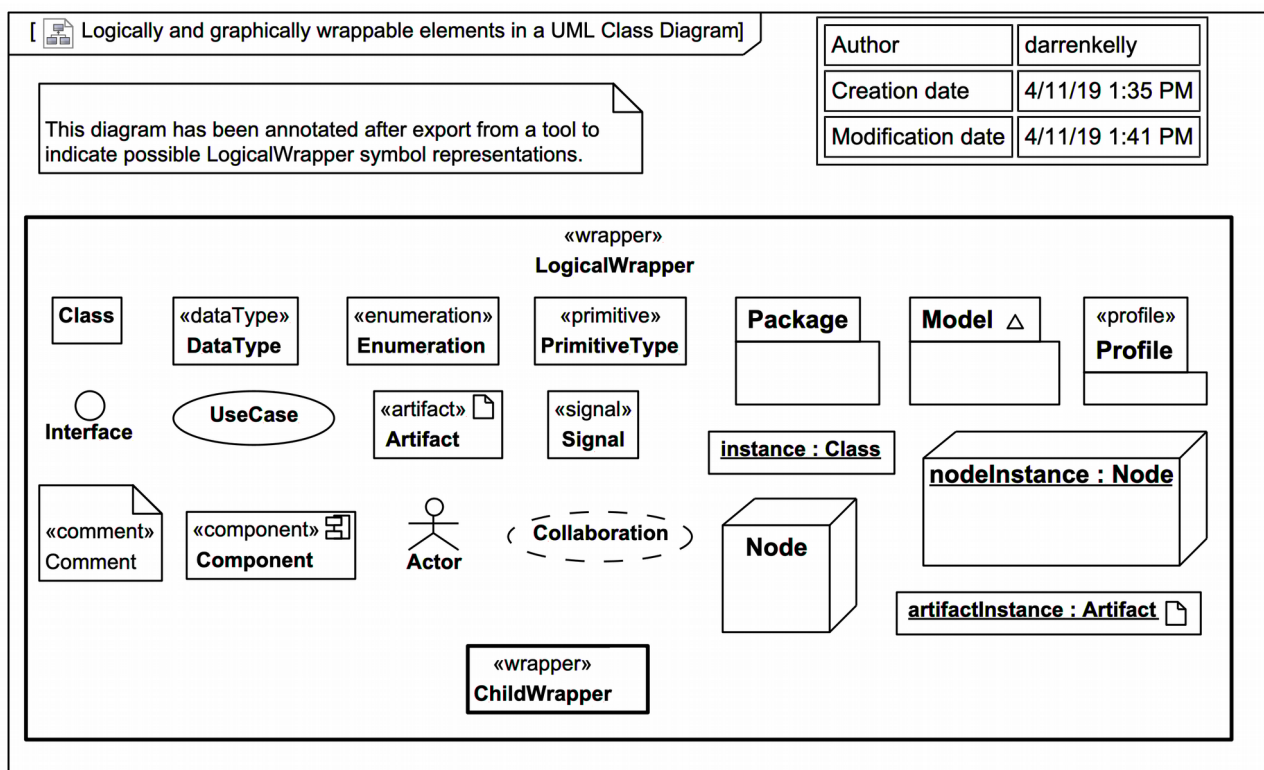 [ Logically and graphically wrappable elements in a UML Class Diagram]
Author darrenkelly
Creation date 4/11/19 1:35 PM
Modification date 4/11/19 1:41 PM
This diagram has been annotated after export from a tool to
indicate possible LogicalWrapper symbol representations.
«wrapper»
LogicalWrapper
Class
«dataType»
DataType
«enumeration»
Enumeration
«primitive»
PrimitiveType
Package
Model
«profile»
Profile
Interface
UseCase
«artifact»
Artifact
«signal»
Signal
instance : Class
nodeInstance : Node
«comment»
Comment
«component»
Component
Actor
Collaboration
Node
artifactInstance : Artifact
«wrapper»
ChildWrapper